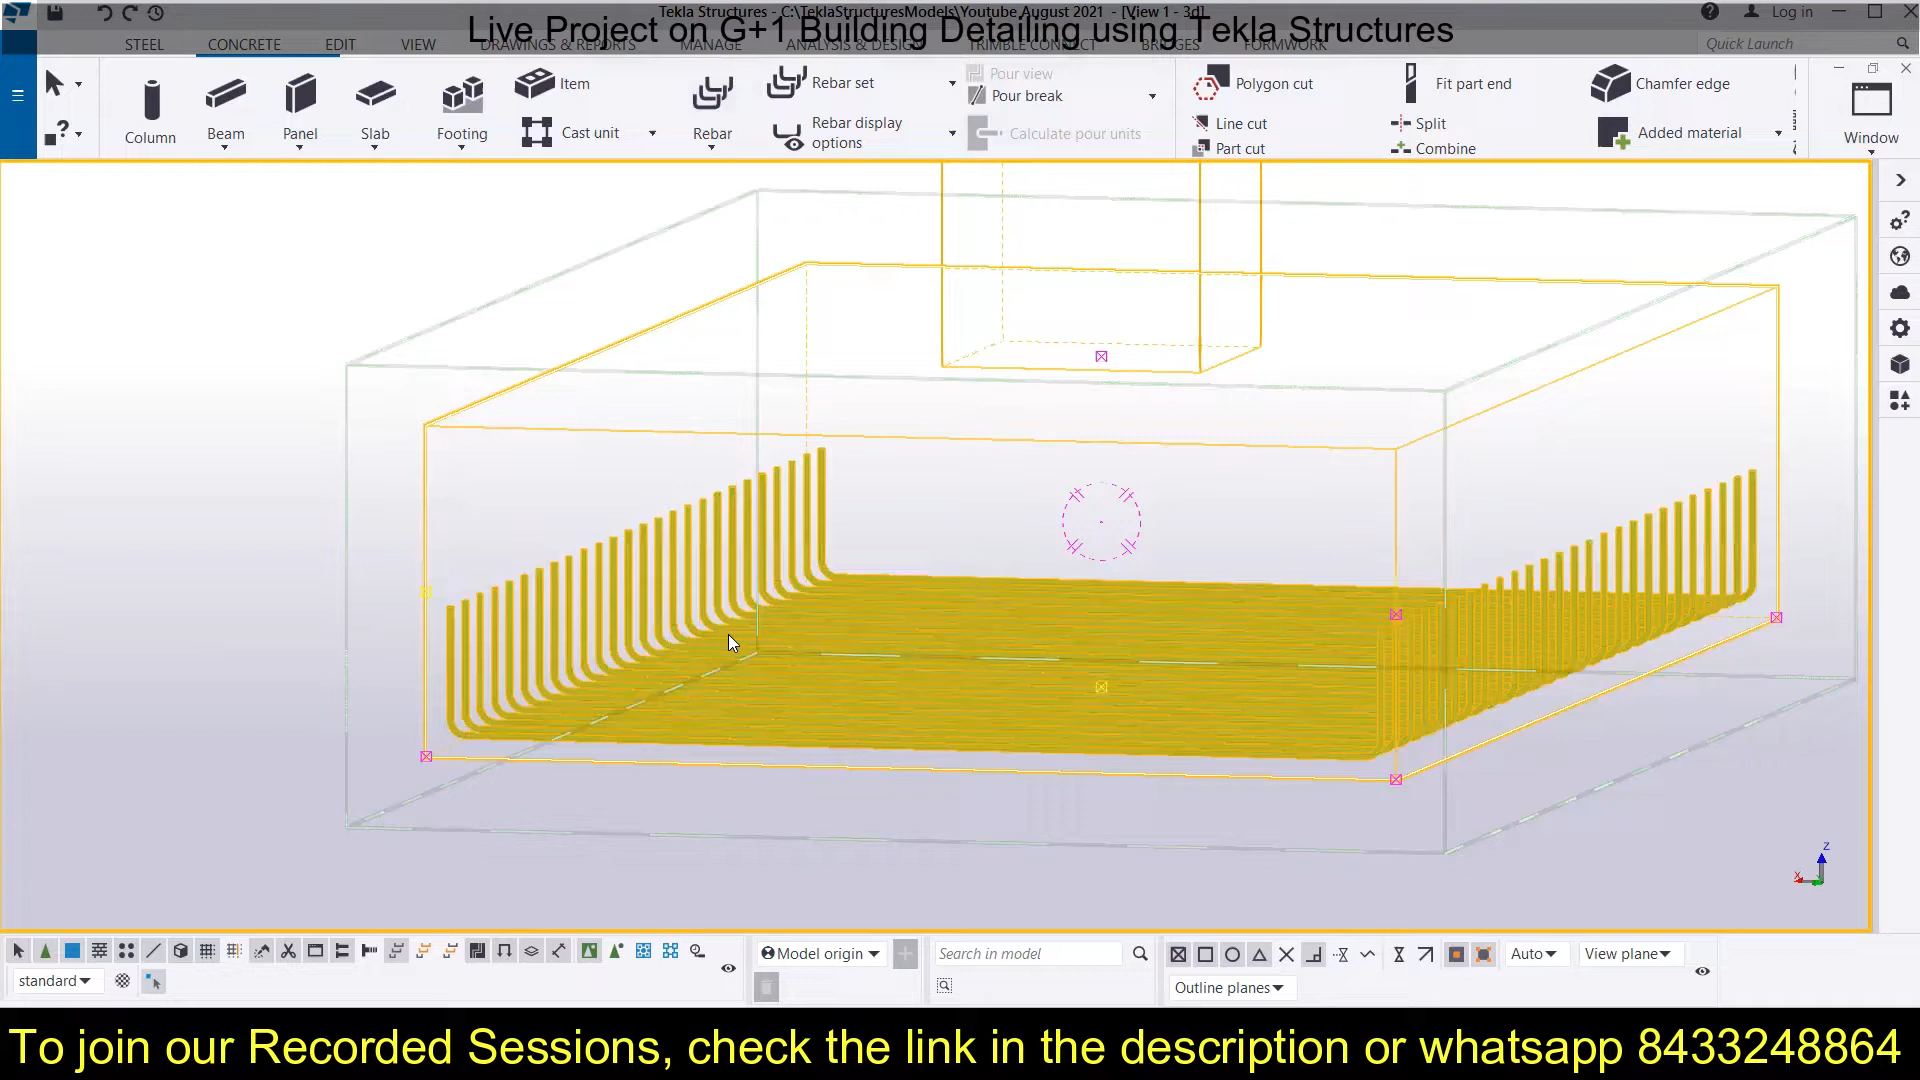 Tekla Structures - C:\TeklaStructuresModels\Youtube August 2021 - [View 1 - 3d]
Log in
Live Project on G+1 Building Detailing using Tekla Structures
STEEL CONCRETE EDIT VIEW DRAWINGS & REPORTS MANAGE ANALYSIS & DESIGN TRIMBLE CONNECT BRIDGES FORMWORK Quick Launch
Item Rebar set Pour view Polygon cut Fit part end Chamfer edge
Pour break
Column Beam Panel Slab Footing Cast unit Rebar Rebar display options Calculate pour units Line cut Split Added material Window
Part cut Combine
Z
X
Model origin Search in model Auto View plane
standard Outline planes
To join our Recorded Sessions, check the link in the description or whatsapp 8433248864